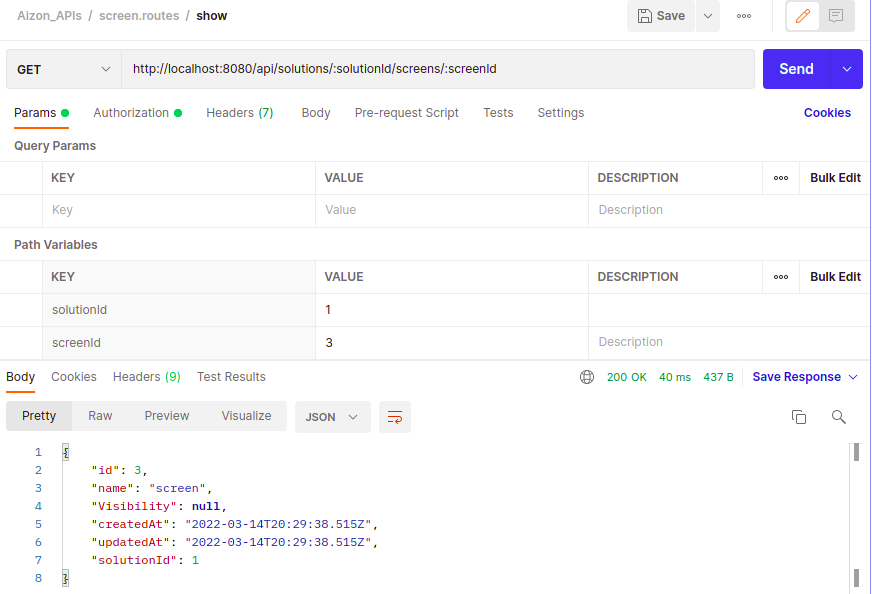 Aizon_APIs / screen.routes / show
Save
GET http://localhost:8080/api/solutions/:solutionId/screens/:screenId Send
Params Authorization Headers (7) Body Pre-request Script Tests Settings Cookies
Query Params
KEY VALUE DESCRIPTION Bulk Edit
Key Value Description
Path Variables
KEY VALUE DESCRIPTION Bulk Edit
solutionId 1
screenId 3 Description
Body Cookies Headers (9) Test Results 200 OK 40 ms 437 B Save Response
Pretty Raw Preview Visualize JSON
1 {
2 "id": 3,
3 "name": "screen",
4 "Visibility": null,
5 "createdAt": "2022-03-14T20:29:38.515Z",
6 "updatedAt": "2022-03-14T20:29:38.515Z",
7 "solutionId": 1
8 }